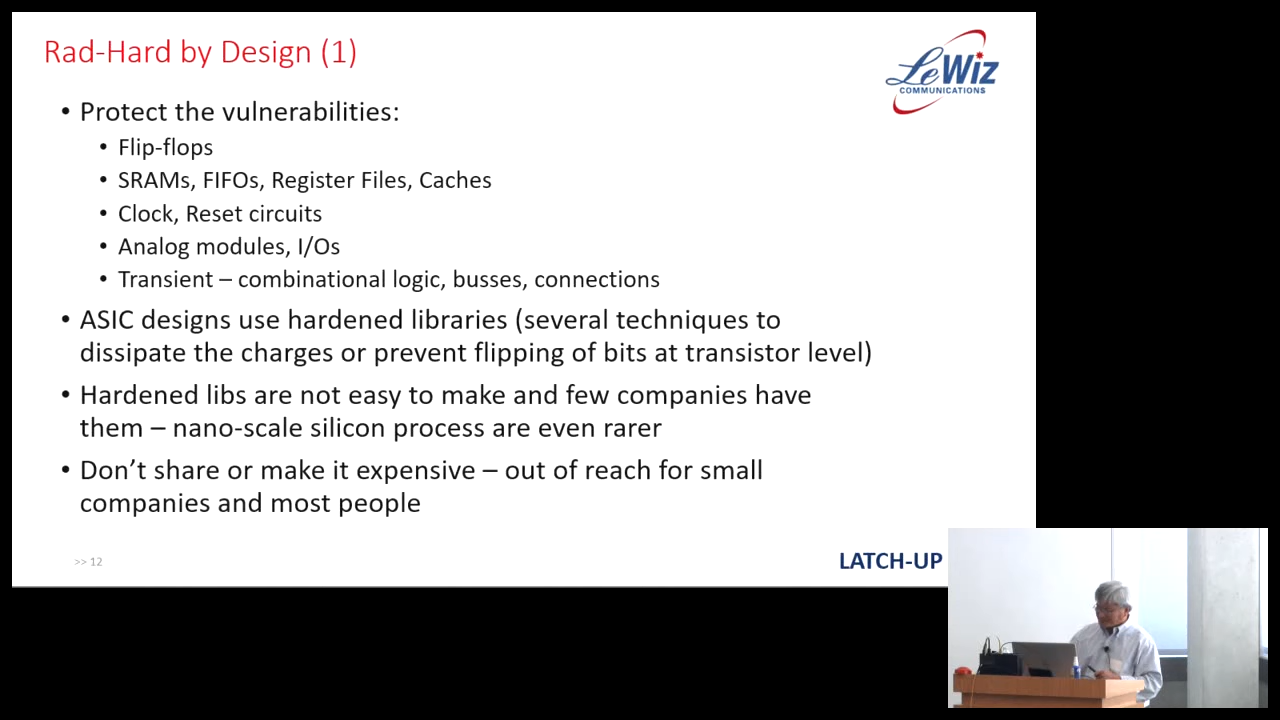 Rad-Hard by Design (1)
LeWiz
COMMUNICATIONS
• Protect the vulnerabilities:
• Flip-flops
• SRAMs, FIFOs, Register Files, Caches
• Clock, Reset circuits
• Analog modules, I/Os
• Transient – combinational logic, busses, connections
• ASIC designs use hardened libraries (several techniques to
dissipate the charges or prevent flipping of bits at transistor level)
• Hardened libs are not easy to make and few companies have
them – nano-scale silicon process are even rarer
• Don’t share or make it expensive – out of reach for small
companies and most people
>> 12
LATCH-UP